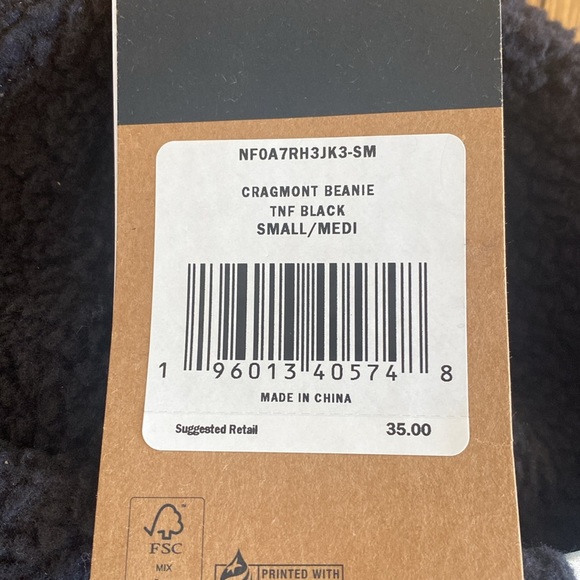 NF0A7RH3JK3-SM
CRAGMONT BEANIE
TNF BLACK
SMALL/MEDI
1 96013 40574 8
MADE IN CHINA
Suggested Retail 35.00
FSC
MIX
PRINTED WITH